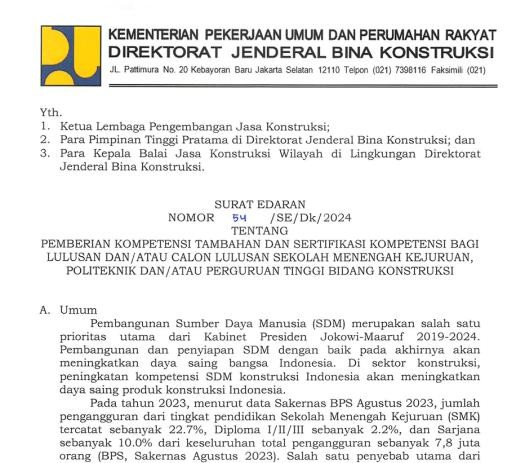 KEMENTERIAN PEKERJAAN UMUM DAN PERUMAHAN RAKYAT
DIREKTORAT JENDERAL BINA KONSTRUKSI
JL. Pattimura No. 20 Kebayoran Baru Jakarta Selatan 12110 Telpon (021) 7398116 Faksimili (021)
Yth.
1. Ketua Lembaga Pengembangan Jasa Konstruksi;
2. Para Pimpinan Tinggi Pratama di Direktorat Jenderal Bina Konstruksi; dan
3. Para Kepala Balai Jasa Konstruksi Wilayah di Lingkungan Direktorat
Jenderal Bina Konstruksi.
SURAT EDARAN
NOMOR 54 /SE/Dk/2024
TENTANG
PEMBERIAN KOMPETENSI TAMBAHAN DAN SERTIFIKASI KOMPETENSI BAGI
LULUSAN DAN/ATAU CALON LULUSAN SEKOLAH MENENGAH KEJURUAN,
POLITEKNIK DAN/ATAU PERGURUAN TINGGI BIDANG KONSTRUKSI
A. Umum
Pembangunan Sumber Daya Manusia (SDM) merupakan salah satu
prioritas utama dari Kabinet Presiden Jokowi-Maaruf 2019-2024.
Pembangunan dan penyiapan SDM dengan baik pada akhirnya akan
meningkatkan daya saing bangsa Indonesia. Di sektor konstruksi,
peningkatan kompetensi SDM konstruksi Indonesia akan meningkatkan
daya saing produk konstruksi Indonesia.
Pada tahun 2023, menurut data Sakernas BPS Agustus 2023, jumlah
pengangguran dari tingkat pendidikan Sekolah Menengah Kejuruan (SMK)
tercatat sebanyak 22.7%, Diploma I/II/III sebanyak 2.2%, dan Sarjana
sebanyak 10.0% dari keseluruhan total pengangguran sebanyak 7,8 juta
orang (BPS, Sakernas Agustus 2023). Salah satu penyebab utama dari